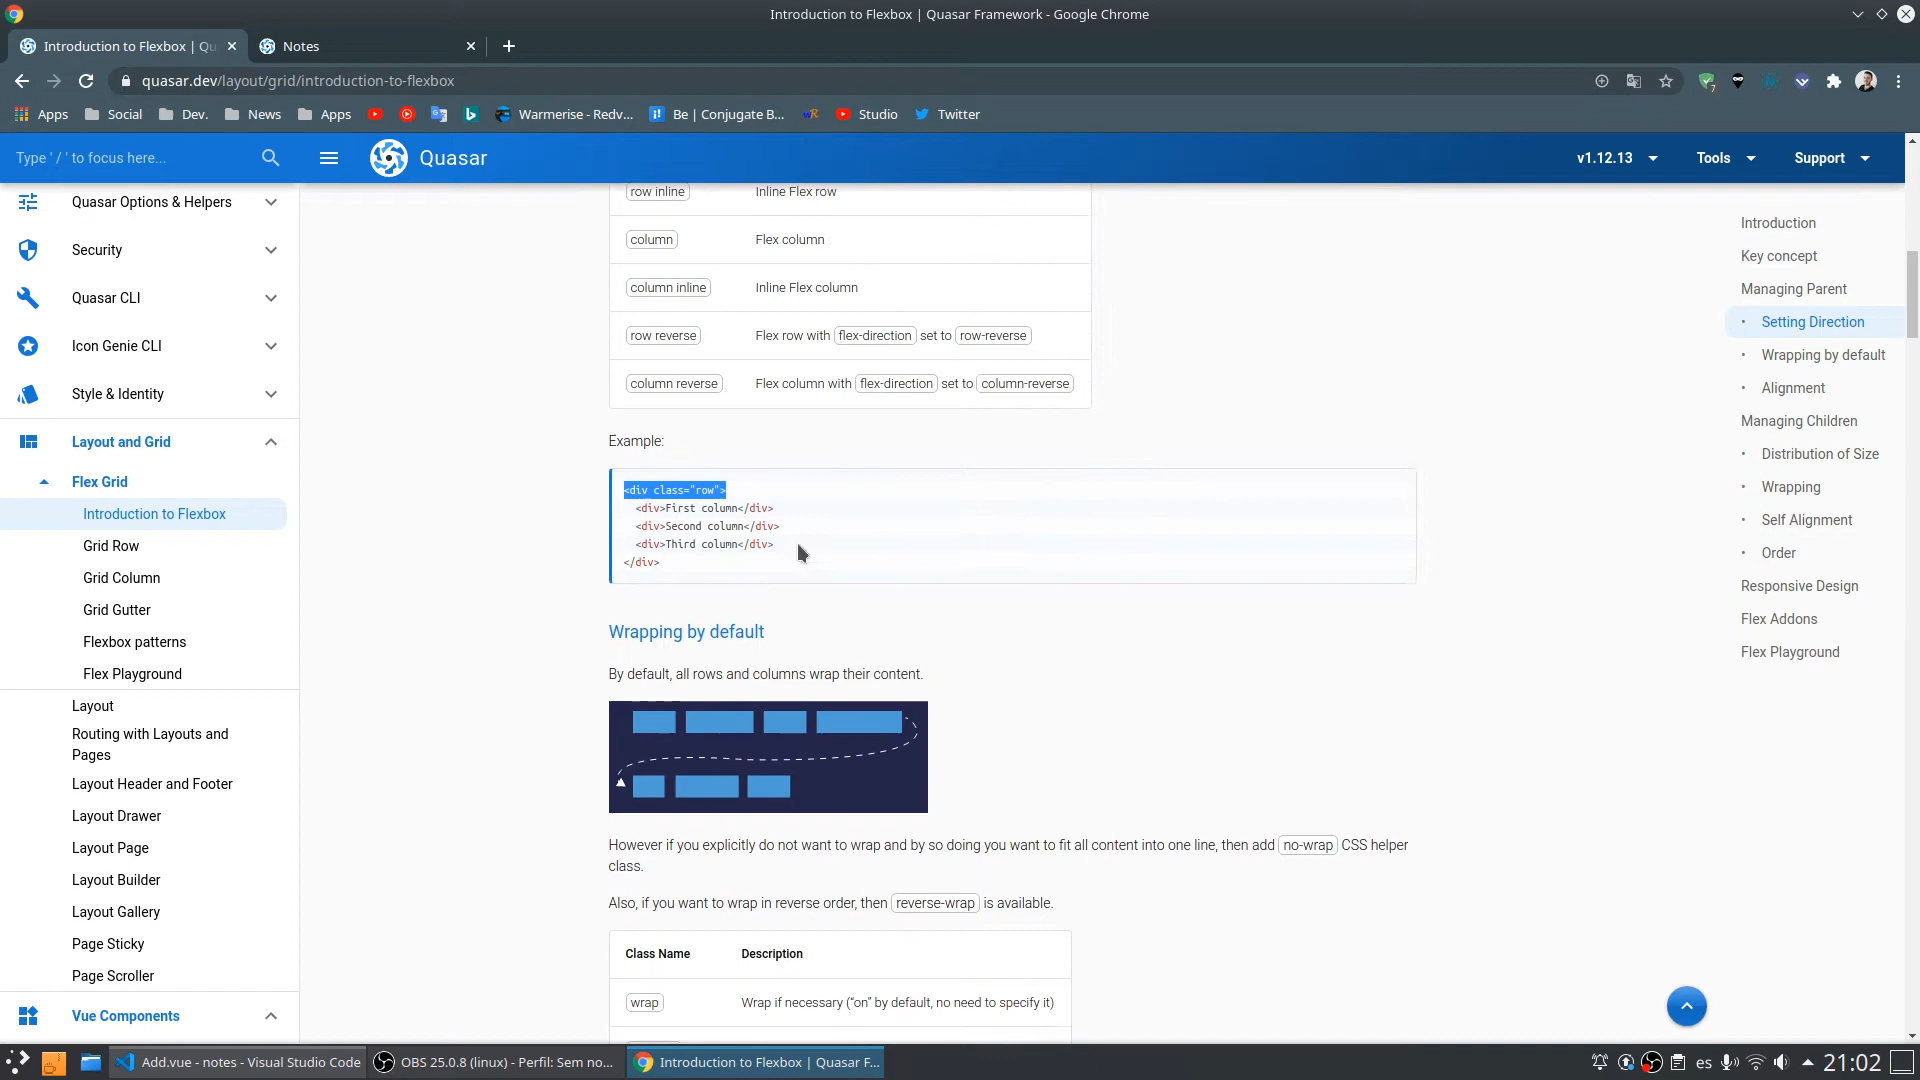 Introduction to Flexbox | Quasar Framework - Google Chrome
Introduction to Flexbox | Qu
Notes
quasar.dev/layout/grid/introduction-to-flexbox
7
Apps
Social
Dev.
News
Apps
Warmerise - Redv...
Be | Conjugate B...
wR
Studio
Twitter
Type ' / ' to focus here...
Quasar
v1.12.13
Tools
Support
Quasar Options & Helpers
Security
Quasar CLI
Icon Genie CLI
Style & Identity
Layout and Grid
Flex Grid
Introduction to Flexbox
Grid Row
Grid Column
Grid Gutter
Flexbox patterns
Flex Playground
Layout
Routing with Layouts and
Pages
Layout Header and Footer
Layout Drawer
Layout Page
Layout Builder
Layout Gallery
Page Sticky
Page Scroller
Vue Components
row inline Inline Flex row
column Flex column
column inline Inline Flex column
row reverse Flex row with flex-direction set to row-reverse
column reverse Flex column with flex-direction set to column-reverse
Example:
<div class="row">
<div>First column</div>
<div>Second column</div>
<div>Third column</div>
</div>
Wrapping by default
By default, all rows and columns wrap their content.
However if you explicitly do not want to wrap and by so doing you want to fit all content into one line, then add no-wrap CSS helper
class.
Also, if you want to wrap in reverse order, then reverse-wrap is available.
Class Name Description
wrap Wrap if necessary (“on” by default, no need to specify it)
Introduction
Key concept
Managing Parent
• Setting Direction
• Wrapping by default
• Alignment
Managing Children
• Distribution of Size
• Wrapping
• Self Alignment
• Order
Responsive Design
Flex Addons
Flex Playground
Add.vue - notes - Visual Studio Code
OBS 25.0.8 (linux) - Perfil: Sem no...
Introduction to Flexbox | Quasar F...
es
21:02